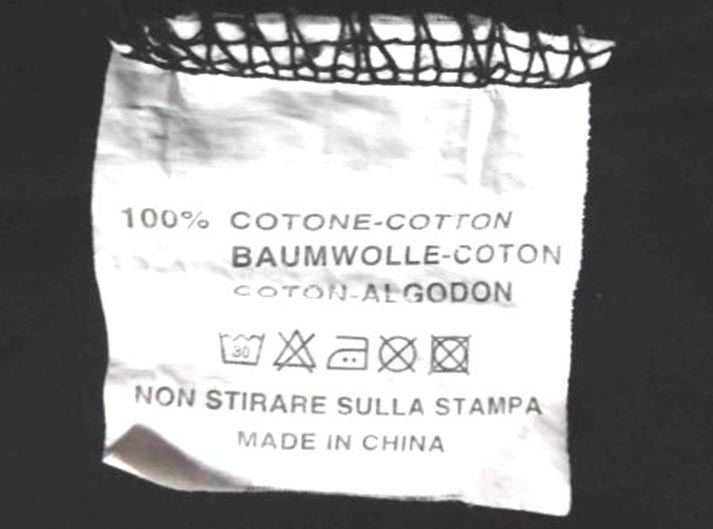 100% COTONE-COTTON
BAUMWOLLE-COTON
COTON-ALGODON
30
NON STIRARE SULLA STAMPA
MADE IN CHINA